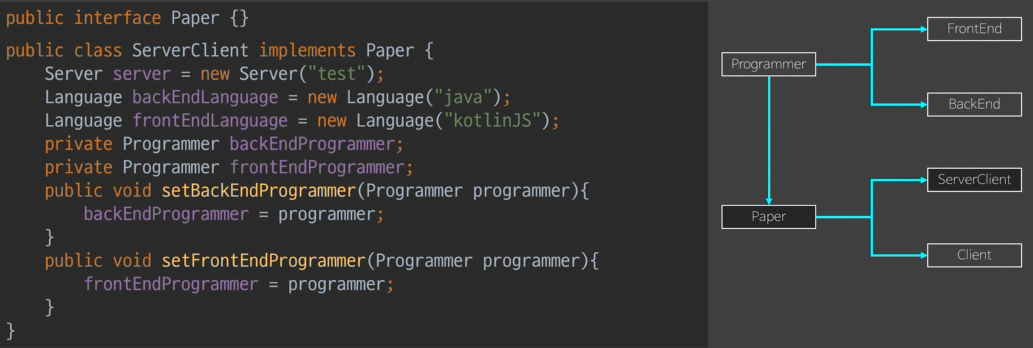 public interface Paper {}
public class ServerClient implements Paper {
    Server server = new Server("test");
    Language backEndLanguage = new Language("java");
    Language frontEndLanguage = new Language("kotlinJS");
    private Programmer backEndProgrammer;
    private Programmer frontEndProgrammer;
    public void setBackEndProgrammer(Programmer programmer){
        backEndProgrammer = programmer;
    }
    public void setFrontEndProgrammer(Programmer programmer){
        frontEndProgrammer = programmer;
    }
}
Programmer
FrontEnd
BackEnd
Paper
ServerClient
Client